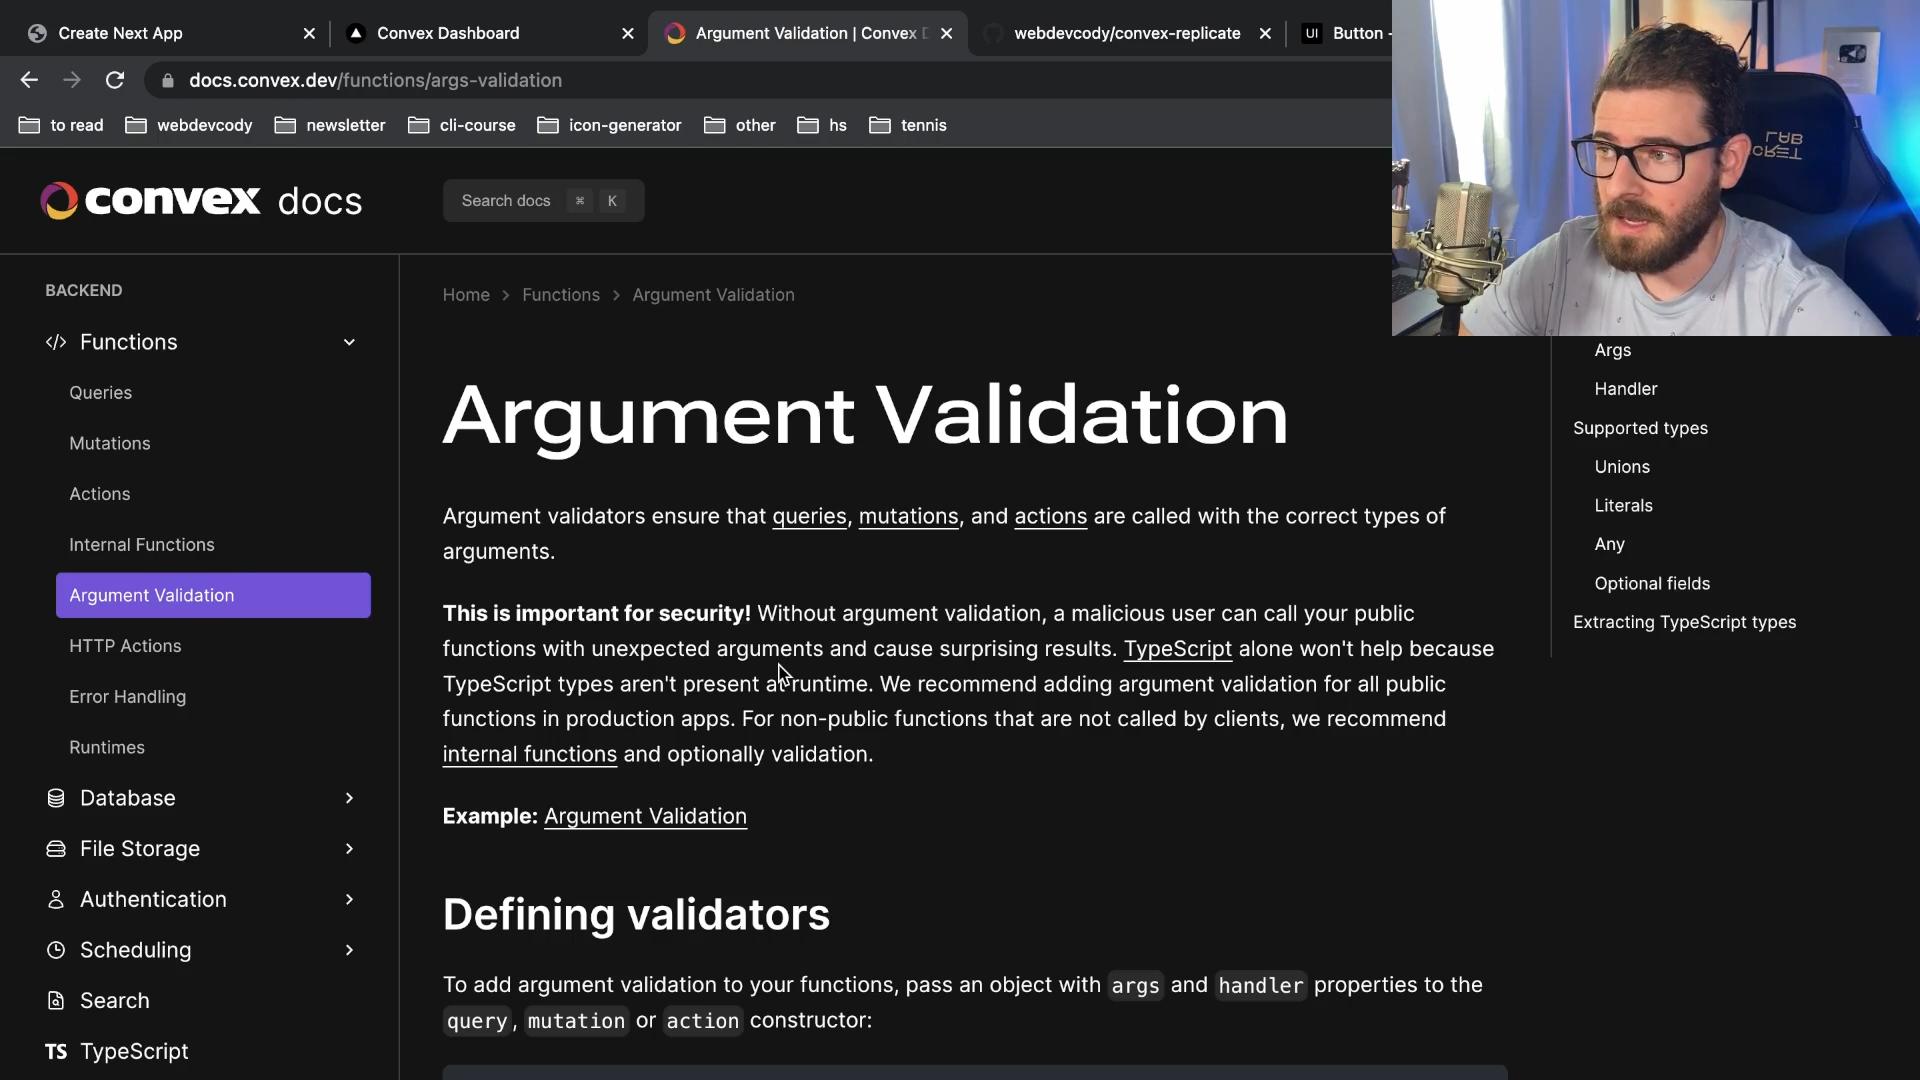 Create Next App
Convex Dashboard
Argument Validation | Convex D
webdevcody/convex-replicate
UI Button -
docs.convex.dev/functions/args-validation
to read
webdevcody
newsletter
cli-course
icon-generator
other
hs
tennis
convex docs
Search docs ⌘ K
BACKEND
</> Functions
Queries
Mutations
Actions
Internal Functions
Argument Validation
HTTP Actions
Error Handling
Runtimes
Database
File Storage
Authentication
Scheduling
Search
TS TypeScript
Home > Functions > Argument Validation
Argument Validation
Argument validators ensure that queries, mutations, and actions are called with the correct types of
arguments.
This is important for security! Without argument validation, a malicious user can call your public
functions with unexpected arguments and cause surprising results. TypeScript alone won't help because
TypeScript types aren't present at runtime. We recommend adding argument validation for all public
functions in production apps. For non-public functions that are not called by clients, we recommend
internal functions and optionally validation.
Example: Argument Validation
Defining validators
To add argument validation to your functions, pass an object with args and handler properties to the
query, mutation or action constructor:
Args
Handler
Supported types
Unions
Literals
Any
Optional fields
Extracting TypeScript types